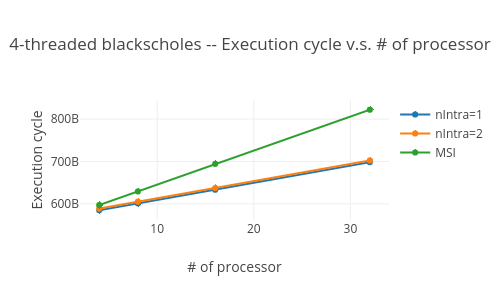 4-threaded blackscholes -- Execution cycle v.s. # of processor
nIntra=1
nIntra=2
MSI
800B
700B
600B
Execution cycle
10
20
30
# of processor